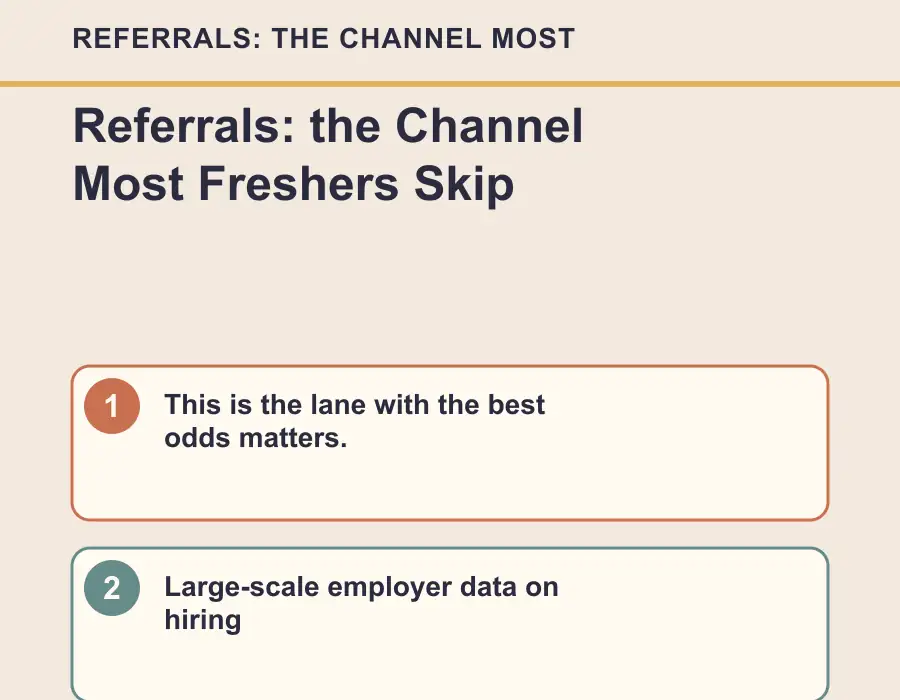 REFERRALS: THE CHANNEL MOST
Referrals: the Channel
Most Freshers Skip
1
This is the lane with the best
odds matters.
2
Large-scale employer data on
hiring